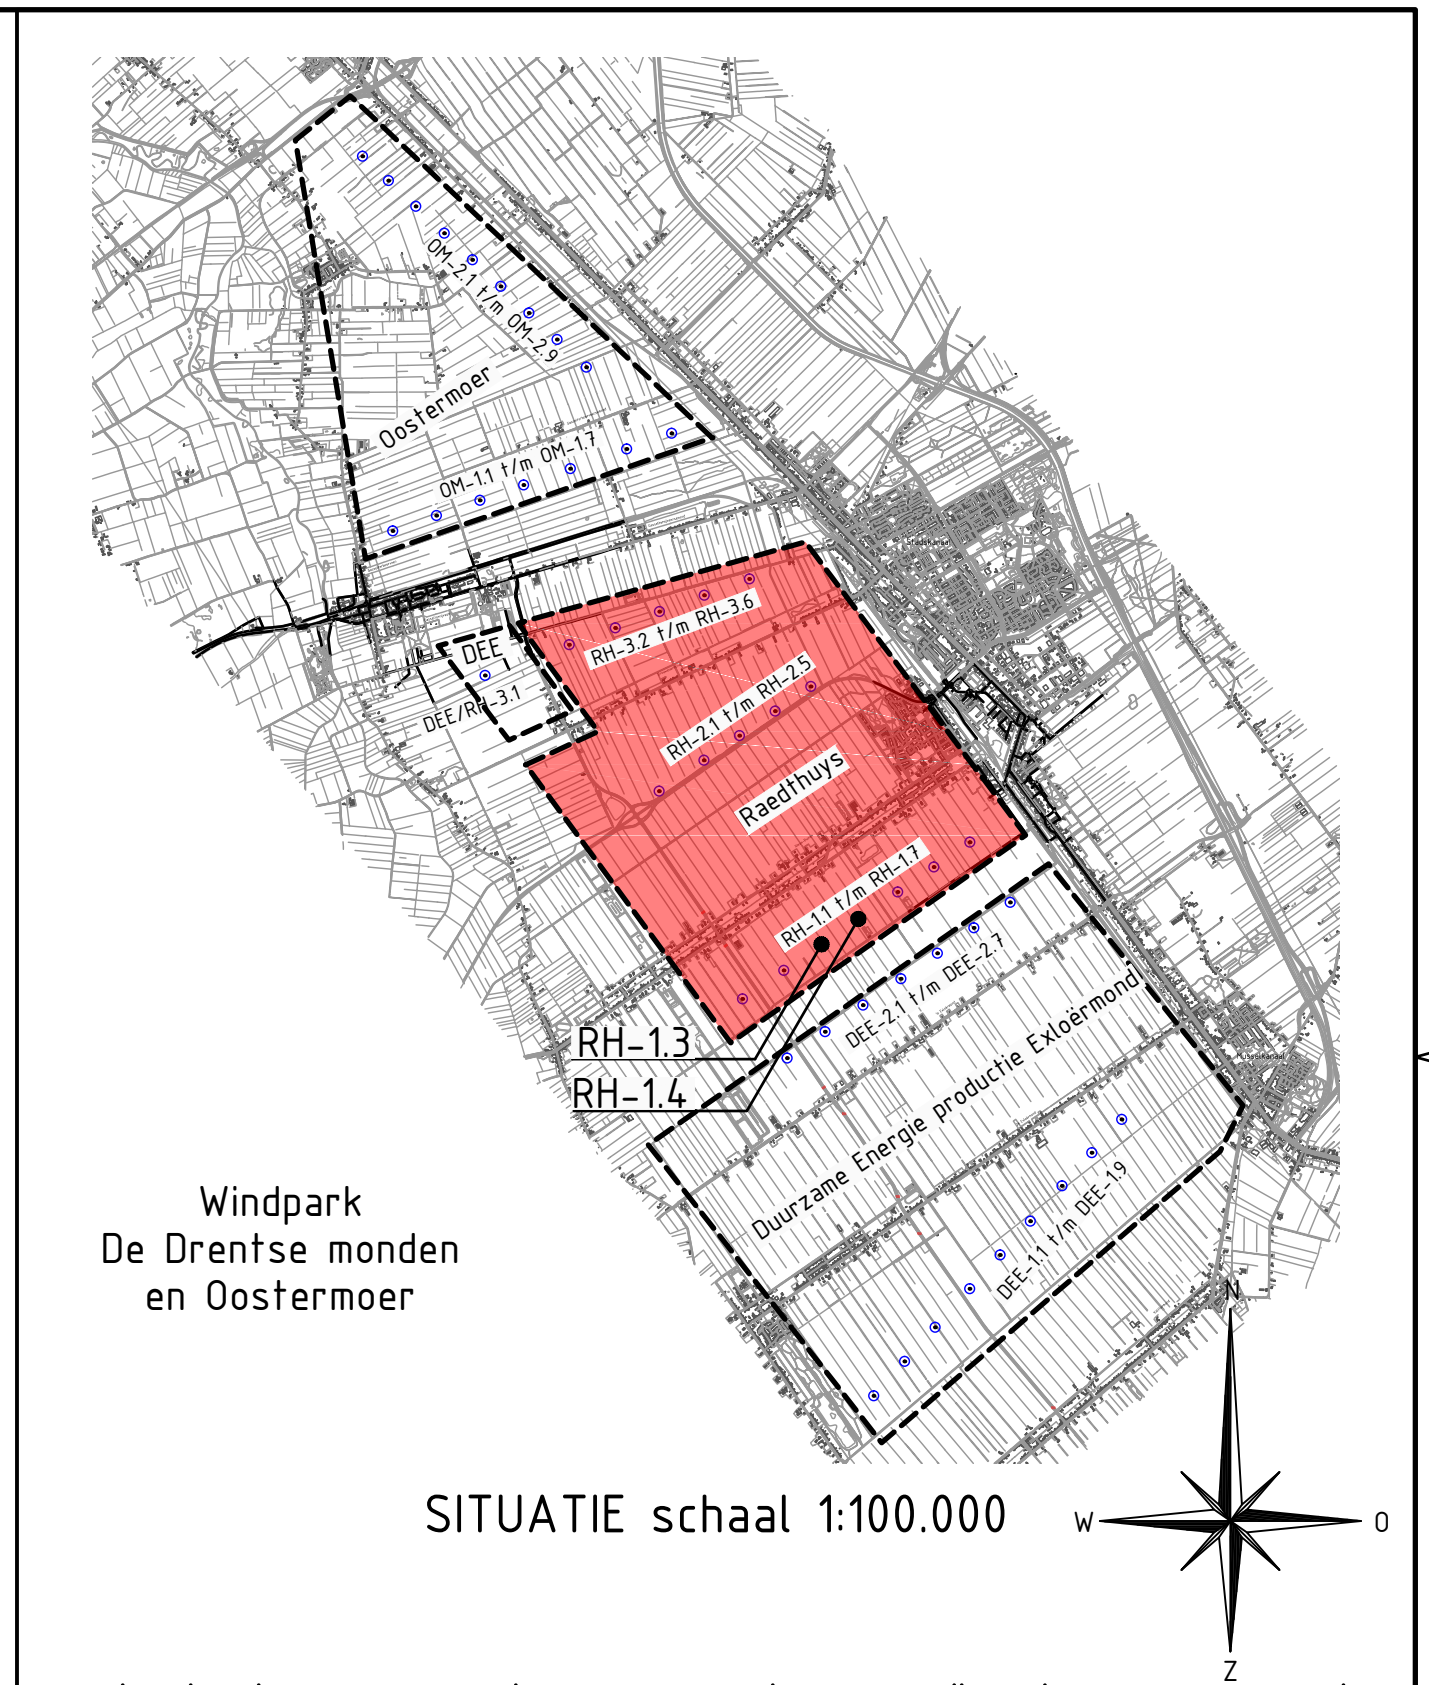 OM-2.1 t/m OM-2.9
Oostermoer
OM-1.1 t/m OM-1.7
Stadskanaal
RH-3.2 t/m RH-3.6
DEE
DEE/RH-3.1
RH-2.1 t/m RH-2.5
Raedthuys
RH-1.1 t/m RH-1.7
DEE-2.1 t/m DEE-2.7
RH-1.3
RH-1.4
Duurzame Energie productie Exloërmond
Musselkanaal
DEE-1.1 t/m DEE-1.9
Windpark
De Drentse monden
en Oostermoer
SITUATIE schaal 1:100.000
N
W
O
Z